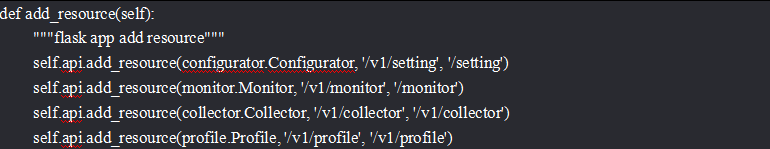 def add_resource(self):
"""flask app add resource"""
self.api.add_resource(configurator.Configurator, '/v1/setting', '/setting')
self.api.add_resource(monitor.Monitor, '/v1/monitor', '/monitor')
self.api.add_resource(collector.Collector, '/v1/collector', '/v1/collector')
self.api.add_resource(profile.Profile, '/v1/profile', '/v1/profile')